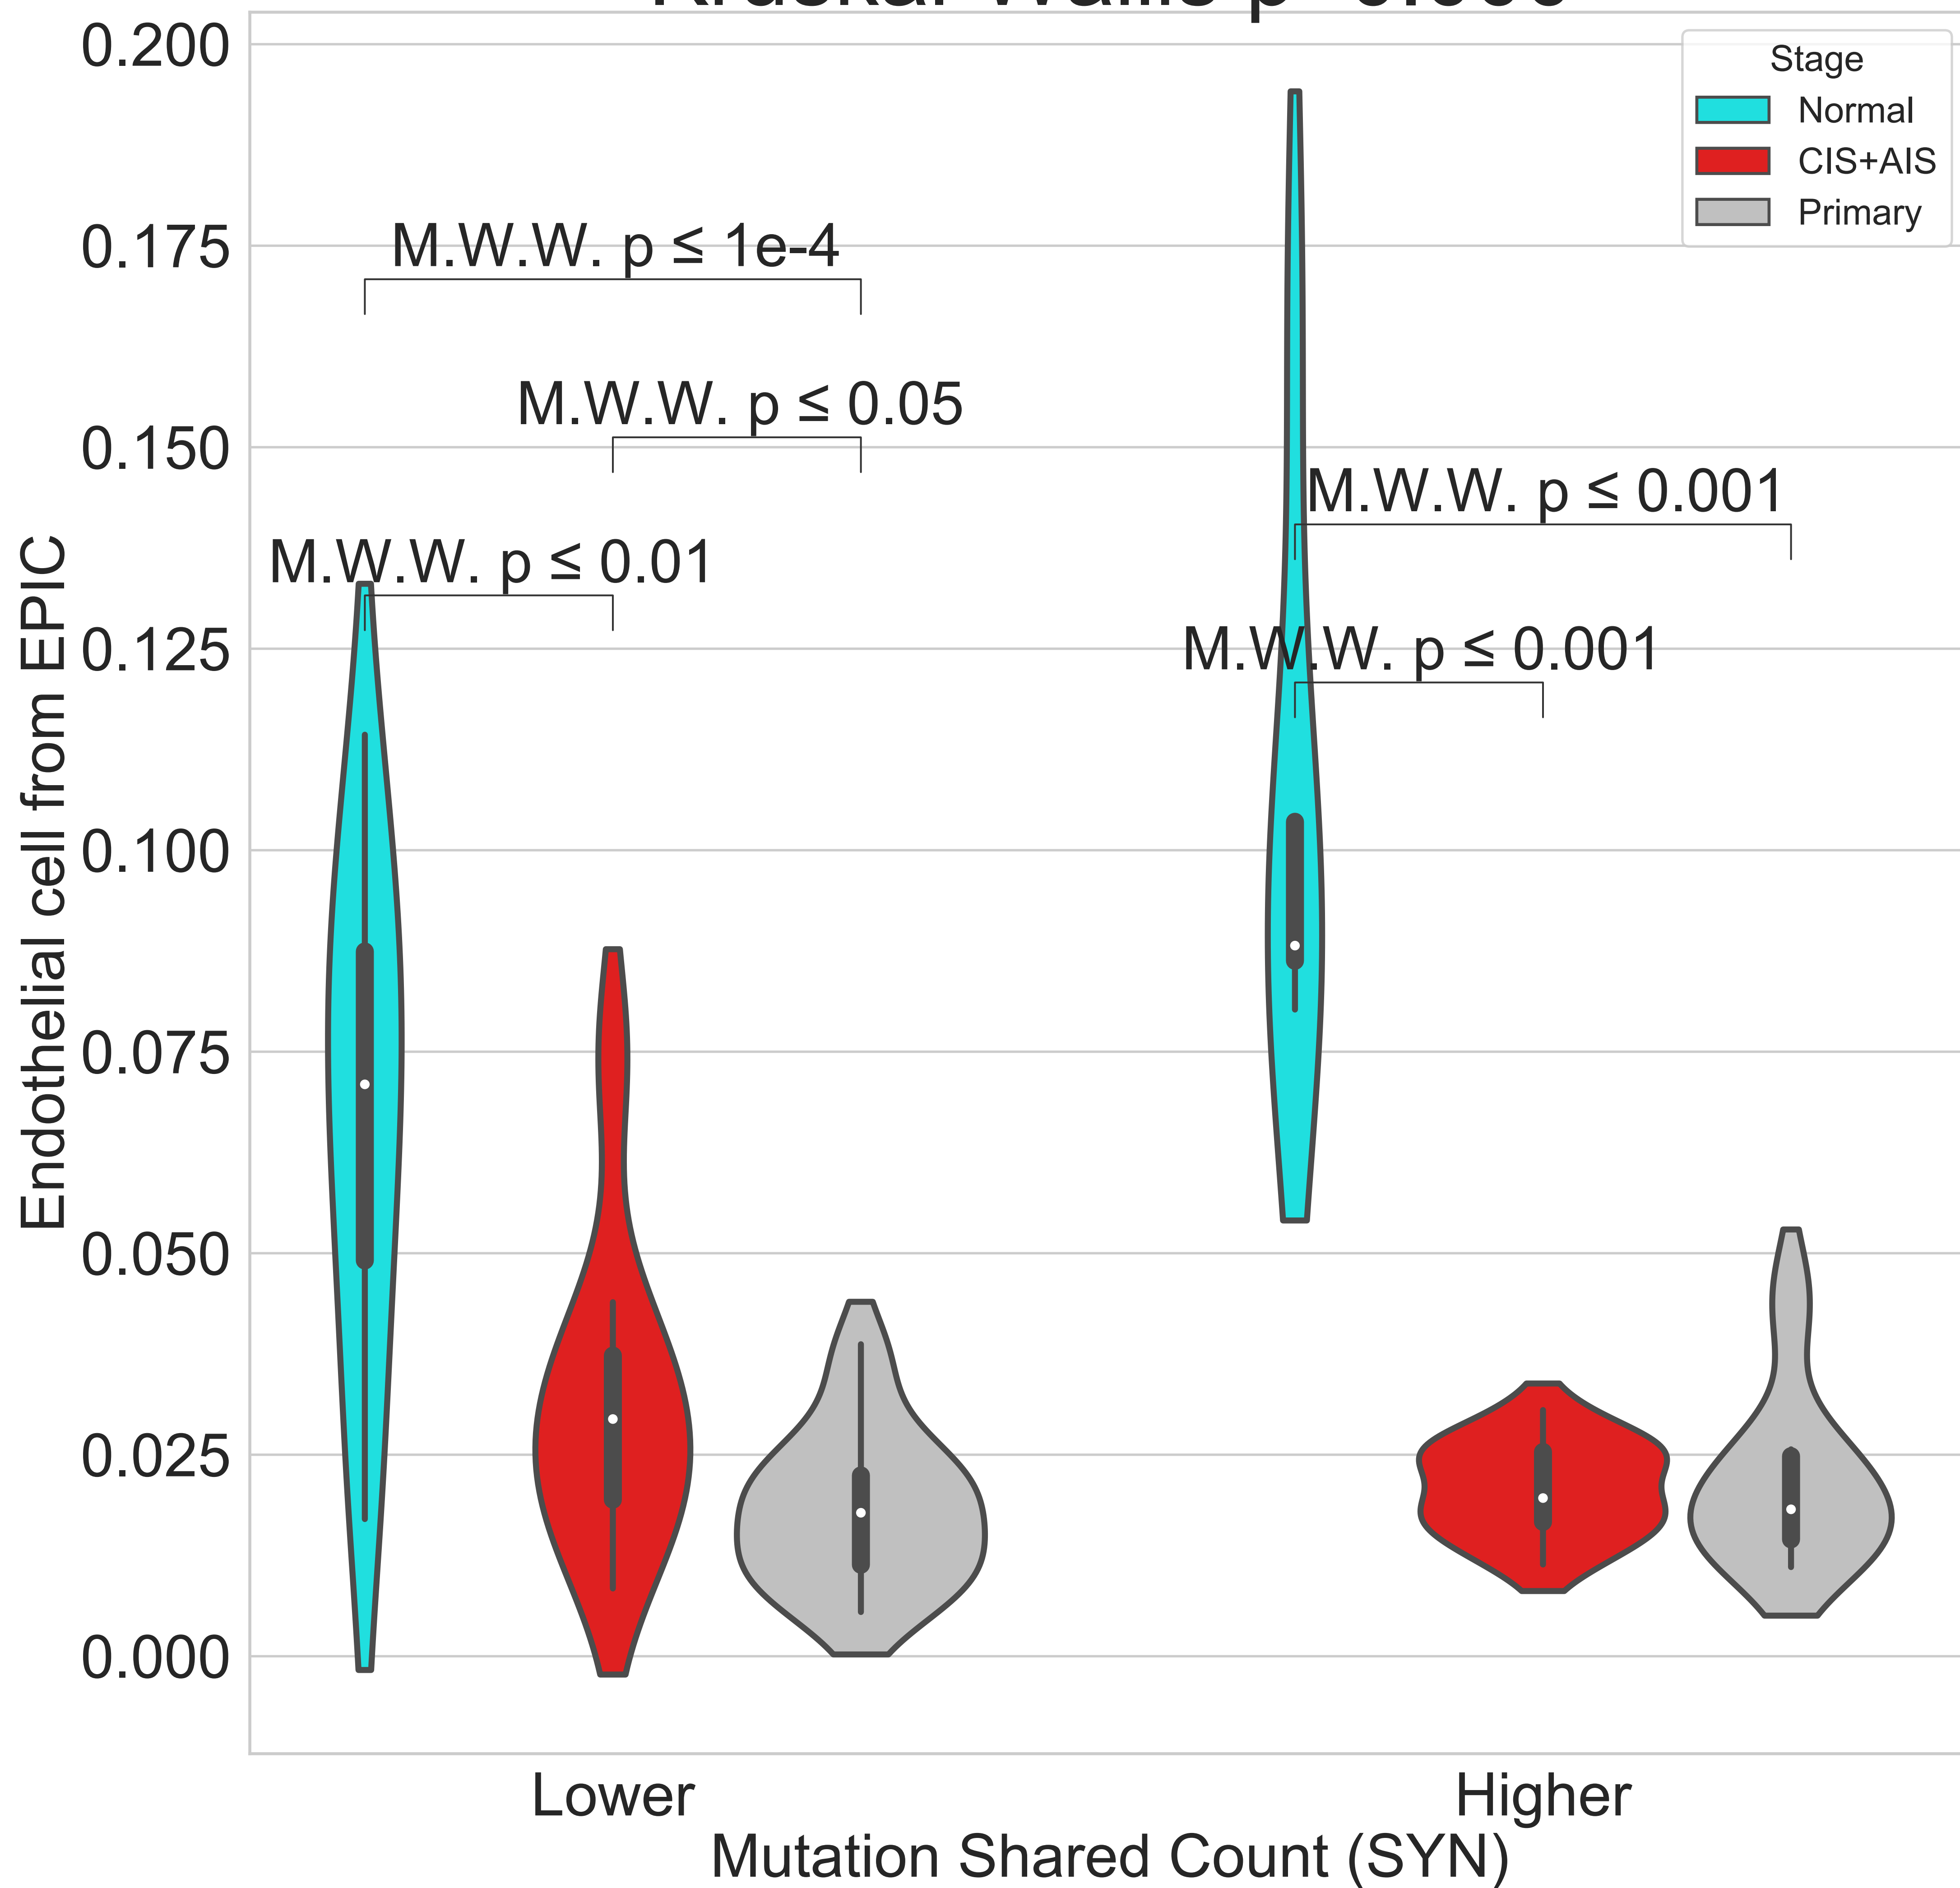 0.200
0.175
0.150
0.125
0.100
0.075
0.050
0.025
0.000
Endothelial cell from EPIC
Stage
Normal
CIS+AIS
Primary
M.W.W. p ≤ 1e-4
M.W.W. p ≤ 0.05
M.W.W. p ≤ 0.01
M.W.W. p ≤ 0.001
M.W.W. p ≤ 0.001
Lower
Higher
Mutation Shared Count (SYN)